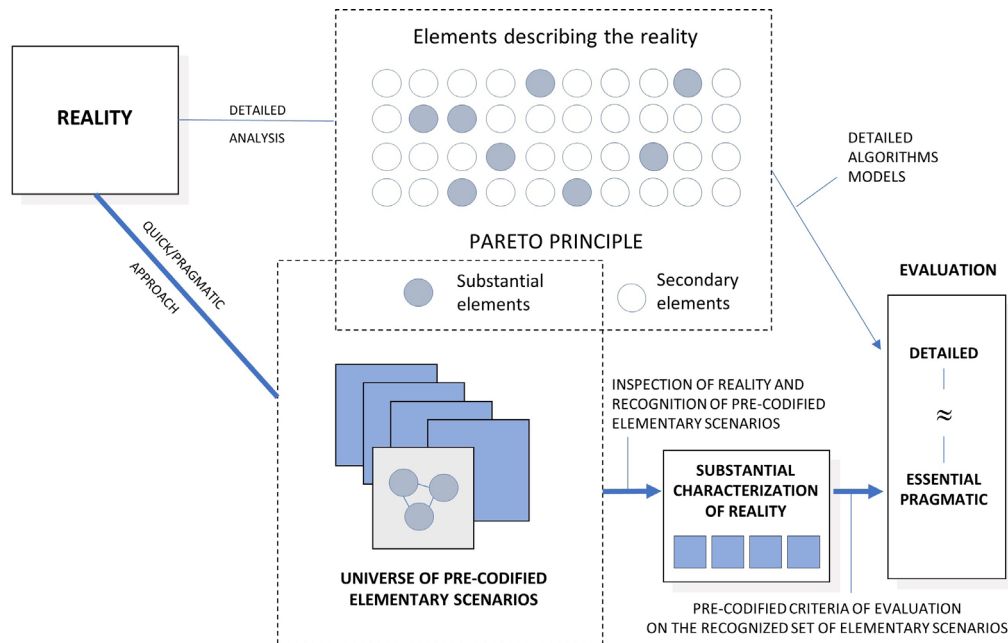 Elements describing the reality
REALITY
DETAILED
ANALYSIS
DETAILED
ALGORITHMS
MODELS
PARETO PRINCIPLE
Substantial
elements
Secondary
elements
QUICK/PRAGMATIC
APPROACH
EVALUATION
DETAILED
≈
ESSENTIAL
PRAGMATIC
INSPECTION OF REALITY AND
RECOGNITION OF PRE-CODIFIED
ELEMENTARY SCENARIOS
SUBSTANTIAL
CHARACTERIZATION
OF REALITY
UNIVERSE OF PRE-CODIFIED
ELEMENTARY SCENARIOS
PRE-CODIFIED CRITERIA OF EVALUATION
ON THE RECOGNIZED SET OF ELEMENTARY SCENARIOS